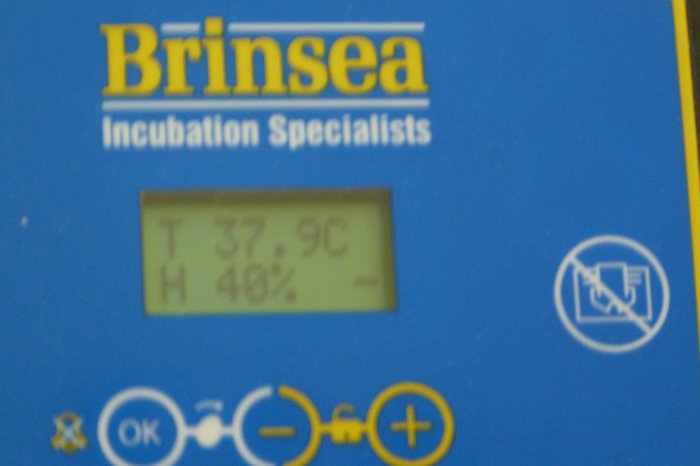 Brinsea
Incubation Specialists
T 37.9C
H 40% -
OK - +